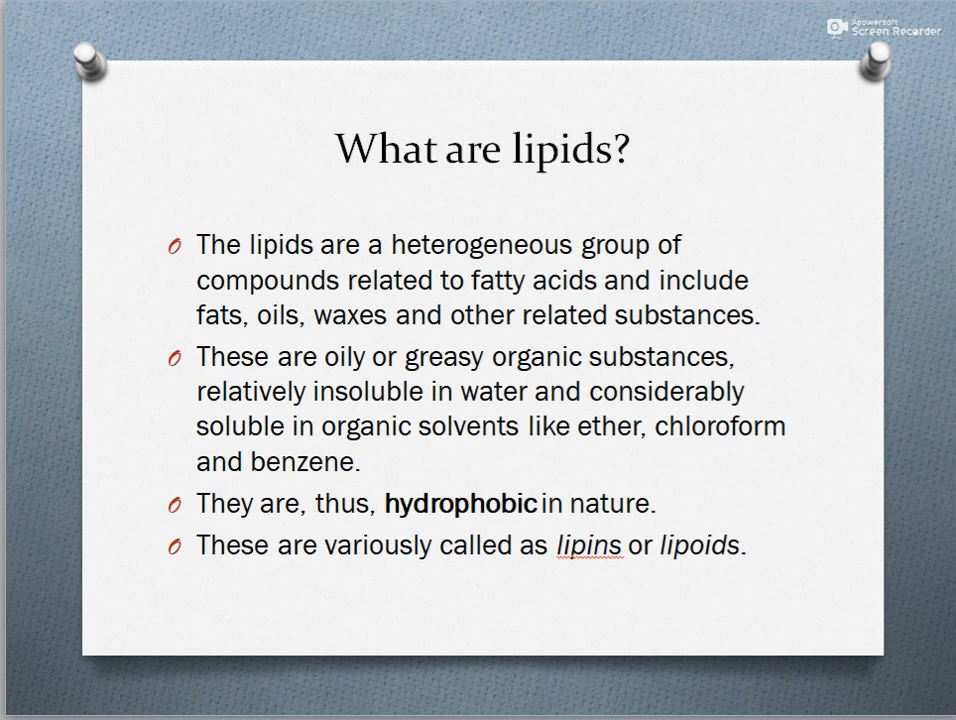 Apowersoft
Screen Recorder
What are lipids?
The lipids are a heterogeneous group of
compounds related to fatty acids and include
fats, oils, waxes and other related substances.
These are oily or greasy organic substances,
relatively insoluble in water and considerably
soluble in organic solvents like ether, chloroform
and benzene.
They are, thus, hydrophobic in nature.
These are variously called as lipins or lipoids.